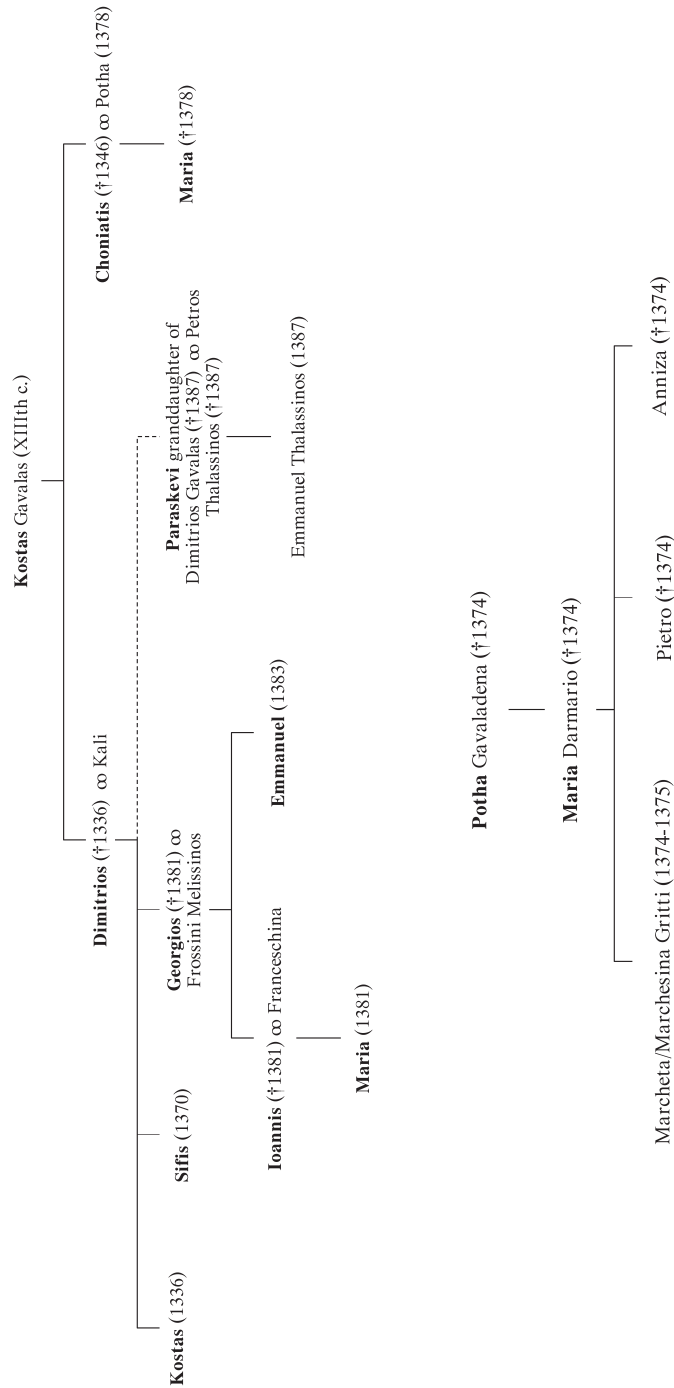 Kostas Gavalas (XIIIth c.)
Dimitrios (†1336) ∞ Kali
Choniatis (†1346) ∞ Potha (1378)
Kostas (1336)
Sifis (1370)
Georgios (†1381) ∞
Frossini Melissinos
Paraskevi granddaughter of
Dimitrios Gavalas (†1387) ∞ Petros
Thalassinos (†1387)
Maria (†1378)
Ioannis (†1381) ∞ Franceschina
Emmanuel (1383)
Emmanuel Thalassinos (1387)
Maria (1381)
Potha Gavaladena (†1374)
Maria Darmario (†1374)
Marcheta/Marchesina Gritti (1374-1375)
Pietro (†1374)
Anniza (†1374)